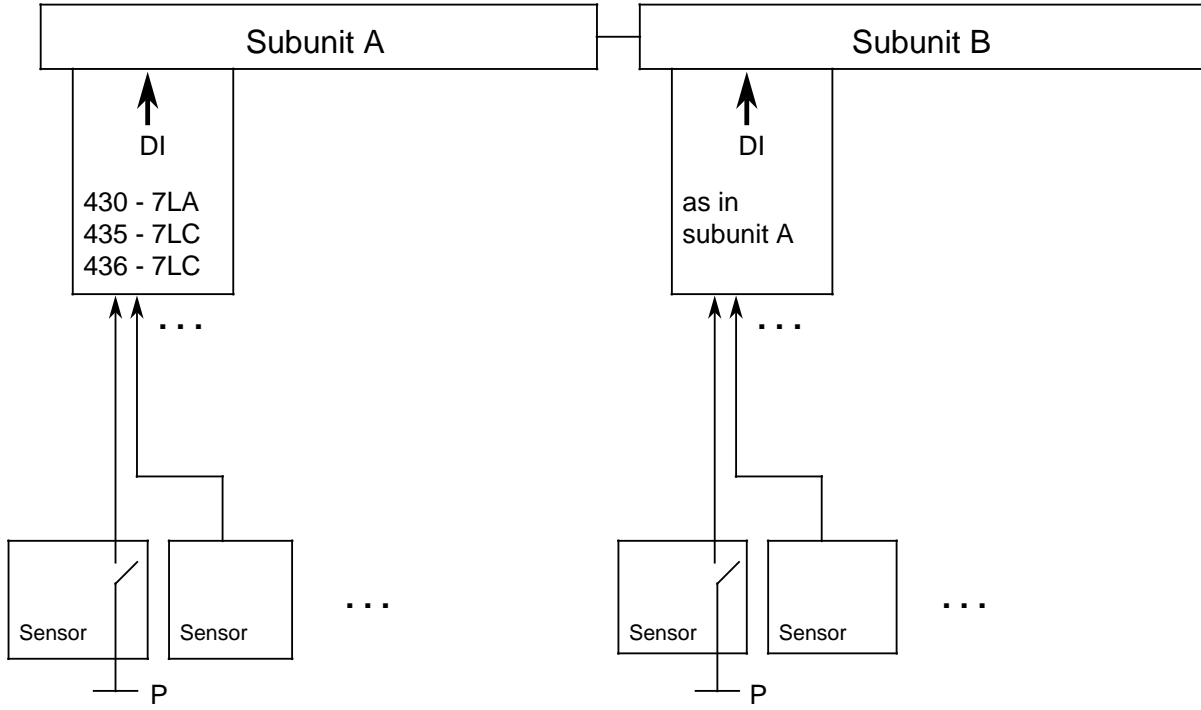 Subunit A
Subunit B
DI
DI
430 - 7LA
435 - 7LC
436 - 7LC
as in
subunit A
. . .
. . .
. . .
. . .
Sensor
Sensor
Sensor
Sensor
P
P